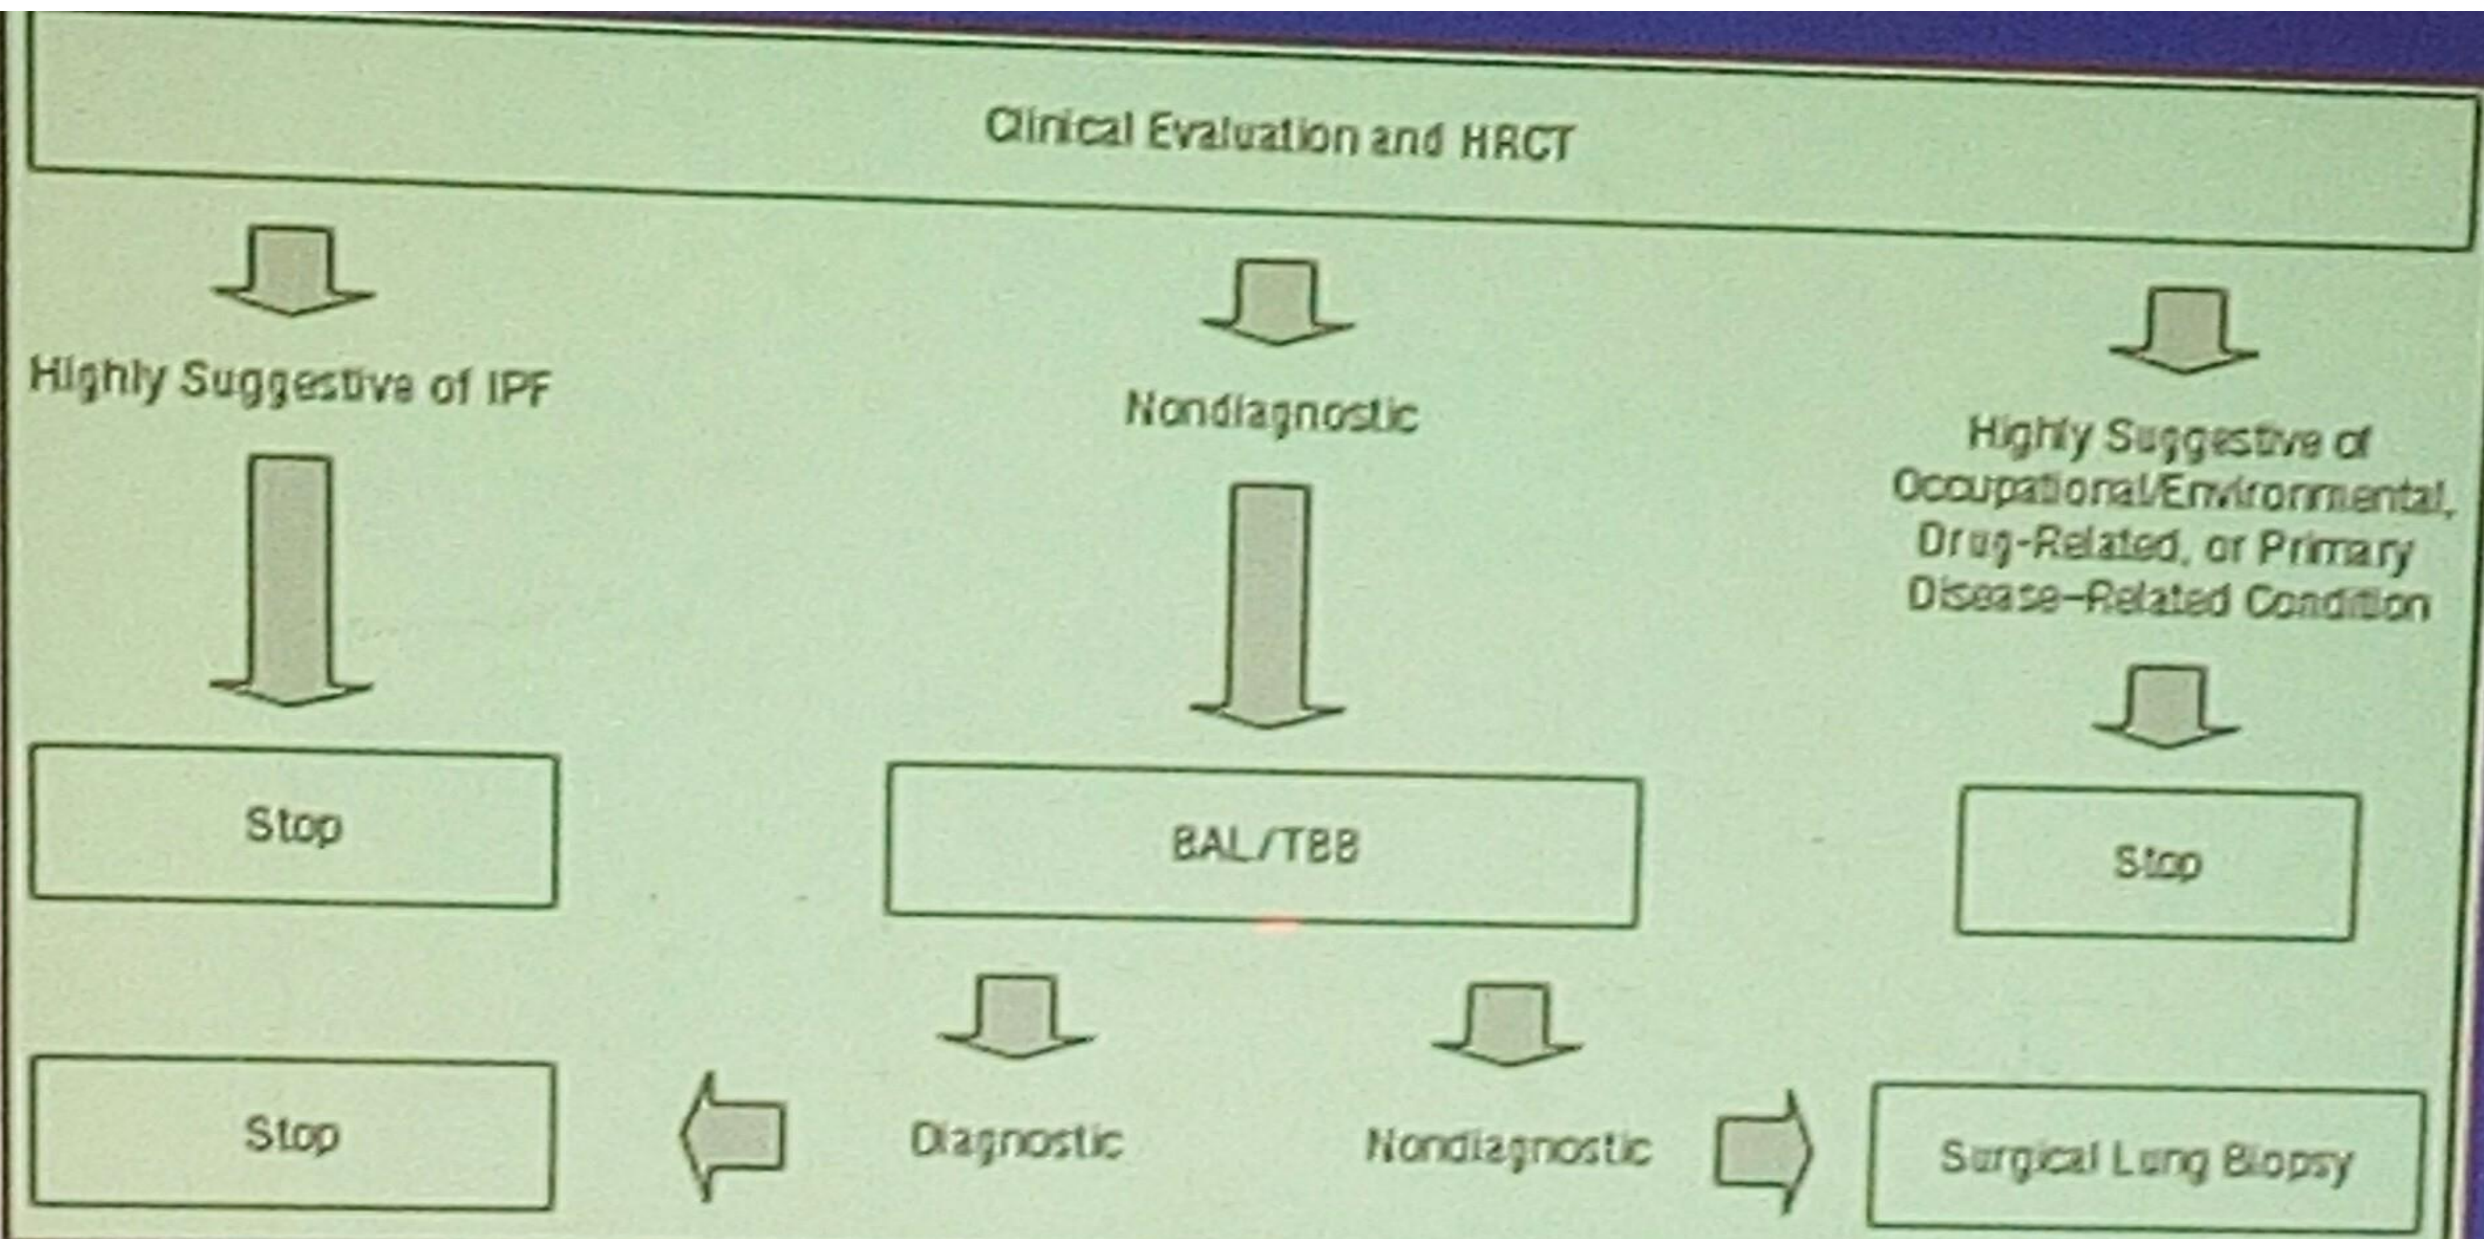 Clinical Evaluation and HRCT
Highly Suggestive of IPF
Nondiagnostic
Highly Suggestive of
Occupational/Environmental,
Drug-Related, or Primary
Disease–Related Condition
Stop
BAL/TBB
Stop
Stop
Diagnostic
Nondiagnostic
Surgical Lung Biopsy